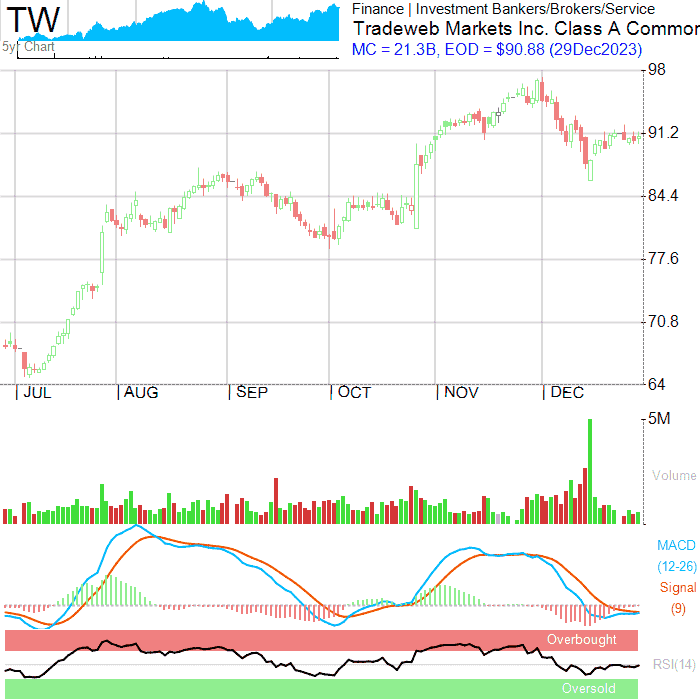 TW
5yr Chart
Finance | Investment Bankers/Brokers/Service
Tradeweb Markets Inc. Class A Common
MC = 21.3B, EOD = $90.88 (29Dec2023)
98
91.2
84.4
77.6
70.8
64
JUL AUG SEP OCT NOV DEC
5M
Volume
MACD
(12-26)
Signal
(9)
Overbought
RSI(14)
Oversold